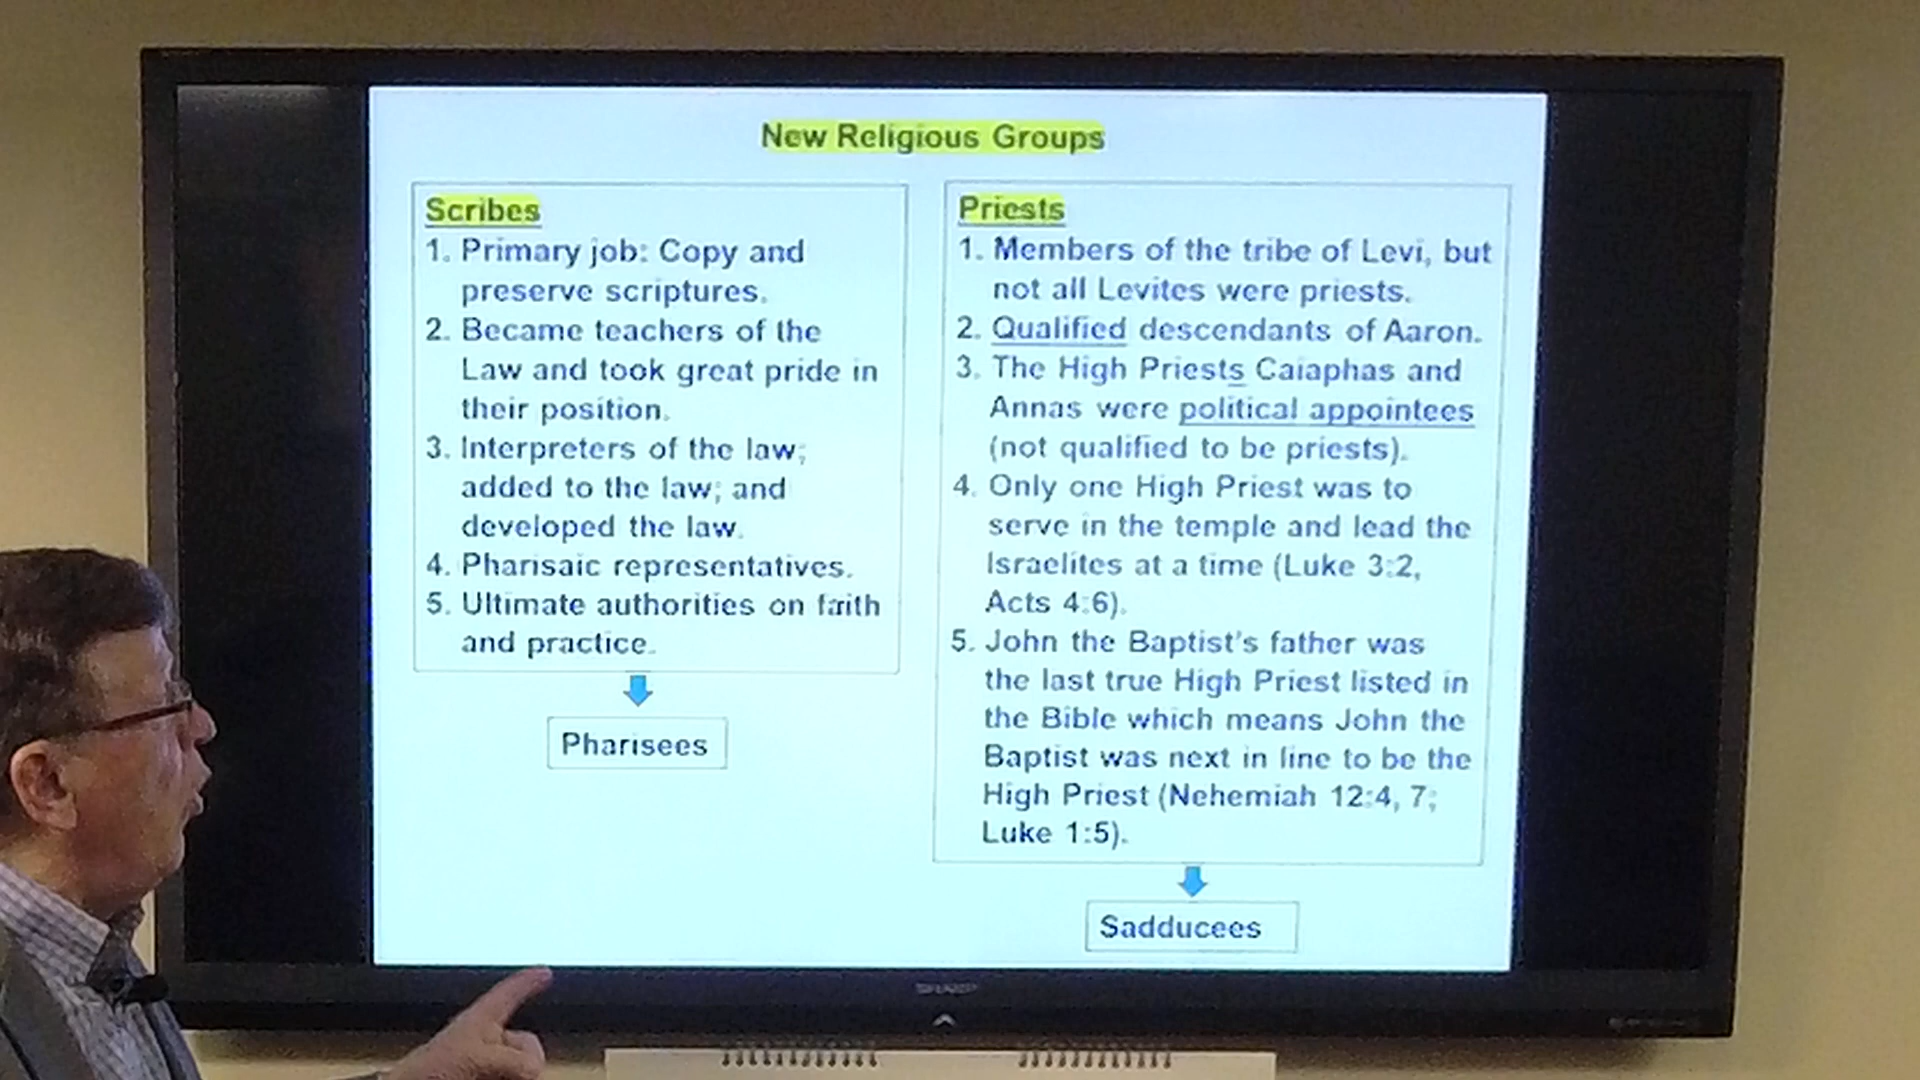 New Religious Groups
Scribes
1. Primary job: Copy and
preserve scriptures.
2. Became teachers of the
Law and took great pride in
their position.
3. Interpreters of the law;
added to the law; and
developed the law.
4. Pharisaic representatives.
5. Ultimate authorities on faith
and practice.
Pharisees
Priests
1. Members of the tribe of Levi, but
not all Levites were priests.
2. Qualified descendants of Aaron.
3. The High Priests Caiaphas and
Annas were political appointees
(not qualified to be priests).
4. Only one High Priest was to
serve in the temple and lead the
Israelites at a time (Luke 3:2,
Acts 4:6).
5. John the Baptist's father was
the last true High Priest listed in
the Bible which means John the
Baptist was next in line to be the
High Priest (Nehemiah 12:4, 7;
Luke 1:5).
Sadducees
SHARP